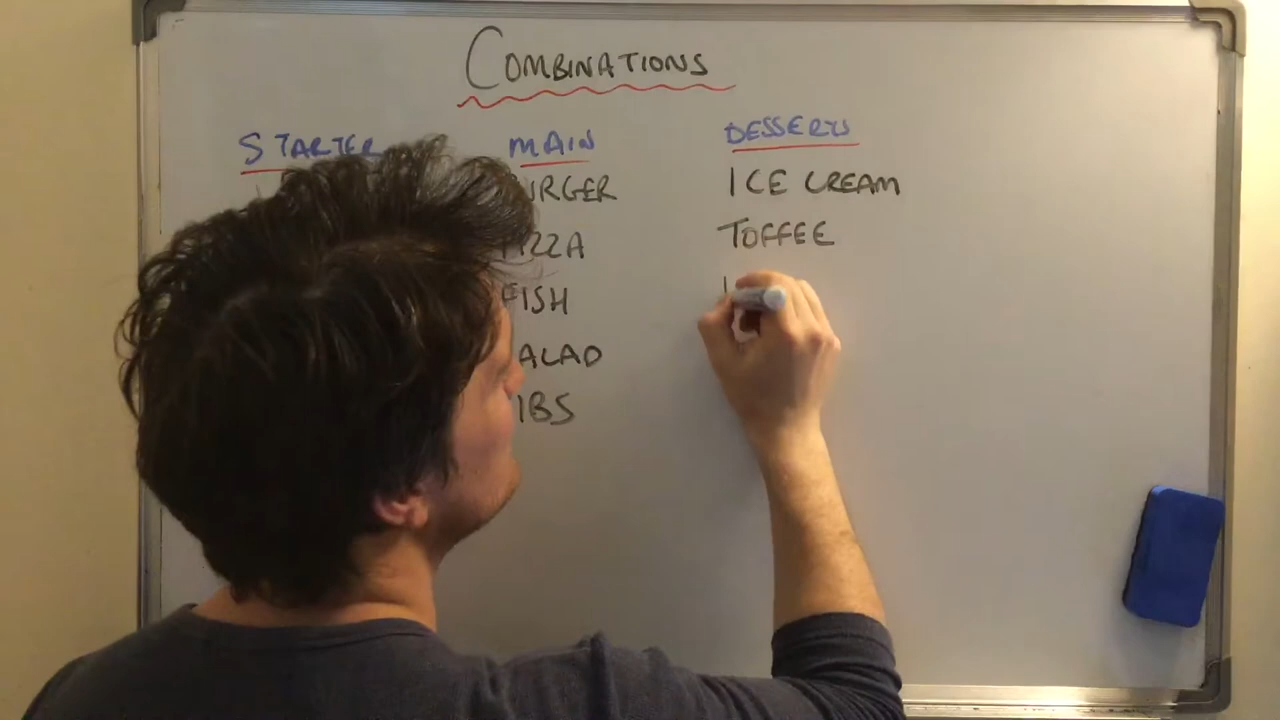 COMBINATIONS
STARTER MAIN DESSERTS
BURGER ICE CREAM
PIZZA TOFFEE
FISH
SALAD
RIBS